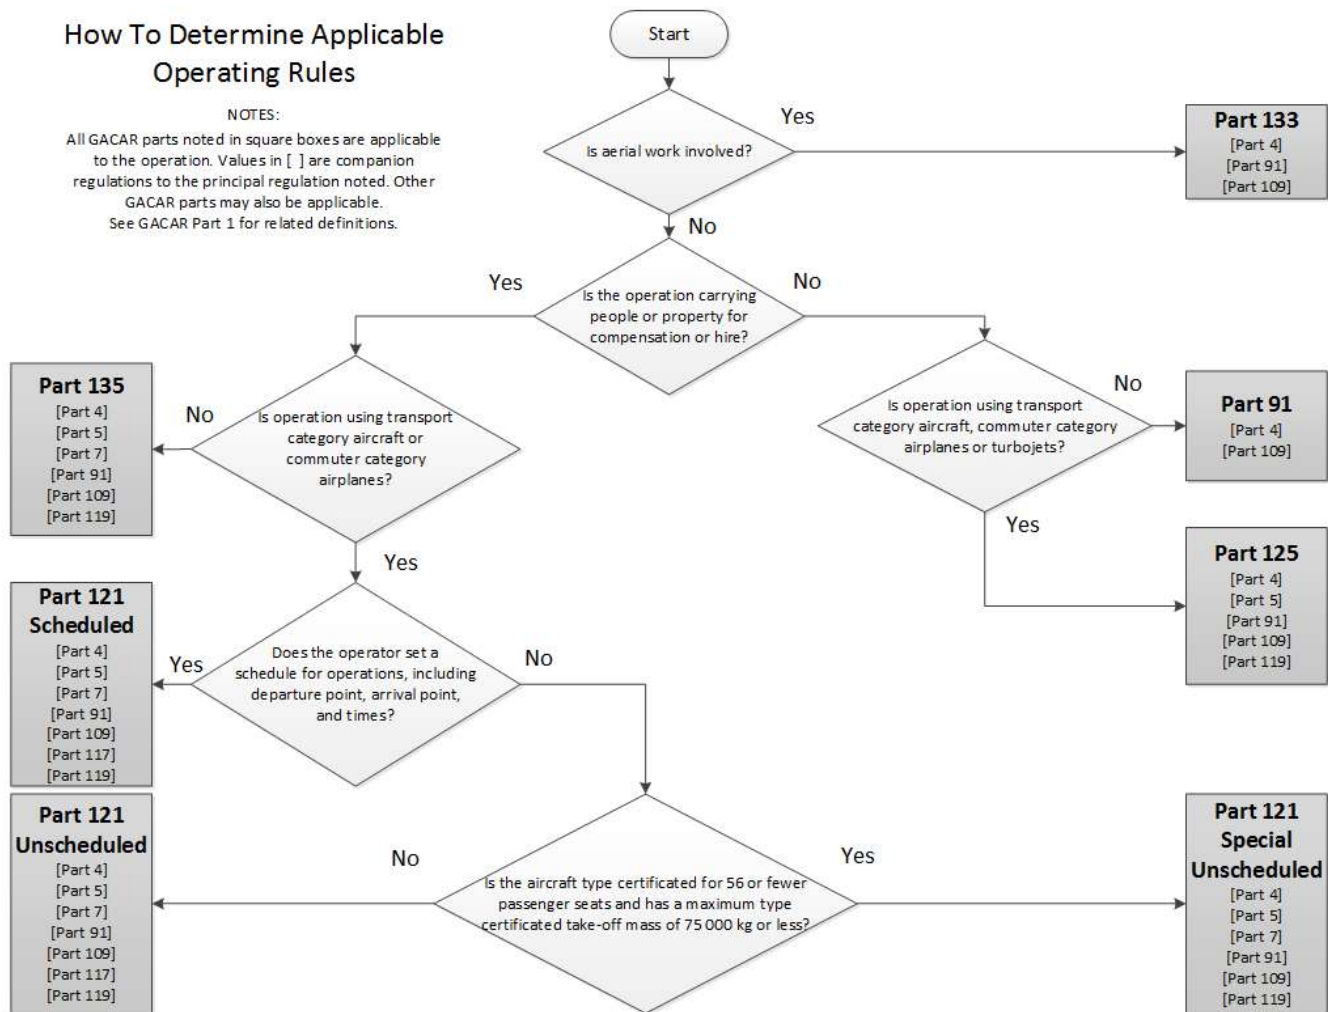 How To Determine Applicable
Operating Rules
NOTES:
All GACAR parts noted in square boxes are applicable
to the operation. Values in [ ] are companion
regulations to the principal regulation noted. Other
GACAR parts may also be applicable.
See GACAR Part 1 for related definitions.
Start
Is aerial work involved?
Yes
Part 133
[Part 4]
[Part 91]
[Part 109]
No
Is the operation carrying
people or property for
compensation or hire?
Yes
No
Is operation using transport
category aircraft or
commuter category
airplanes?
No
Part 135
[Part 4]
[Part 5]
[Part 7]
[Part 91]
[Part 109]
[Part 119]
Is operation using transport
category aircraft, commuter category
airplanes or turbojets?
No
Part 91
[Part 4]
[Part 109]
Yes
Part 125
[Part 4]
[Part 5]
[Part 91]
[Part 109]
[Part 119]
Yes
Does the operator set a
schedule for operations, including
departure point, arrival point,
and times?
Yes
Part 121
Scheduled
[Part 4]
[Part 5]
[Part 7]
[Part 91]
[Part 109]
[Part 117]
[Part 119]
No
Is the aircraft type certificated for 56 or fewer
passenger seats and has a maximum type
certificated take-off mass of 75 000 kg or less?
No
Part 121
Unscheduled
[Part 4]
[Part 5]
[Part 7]
[Part 91]
[Part 109]
[Part 117]
[Part 119]
Yes
Part 121
Special
Unscheduled
[Part 4]
[Part 5]
[Part 7]
[Part 91]
[Part 109]
[Part 119]